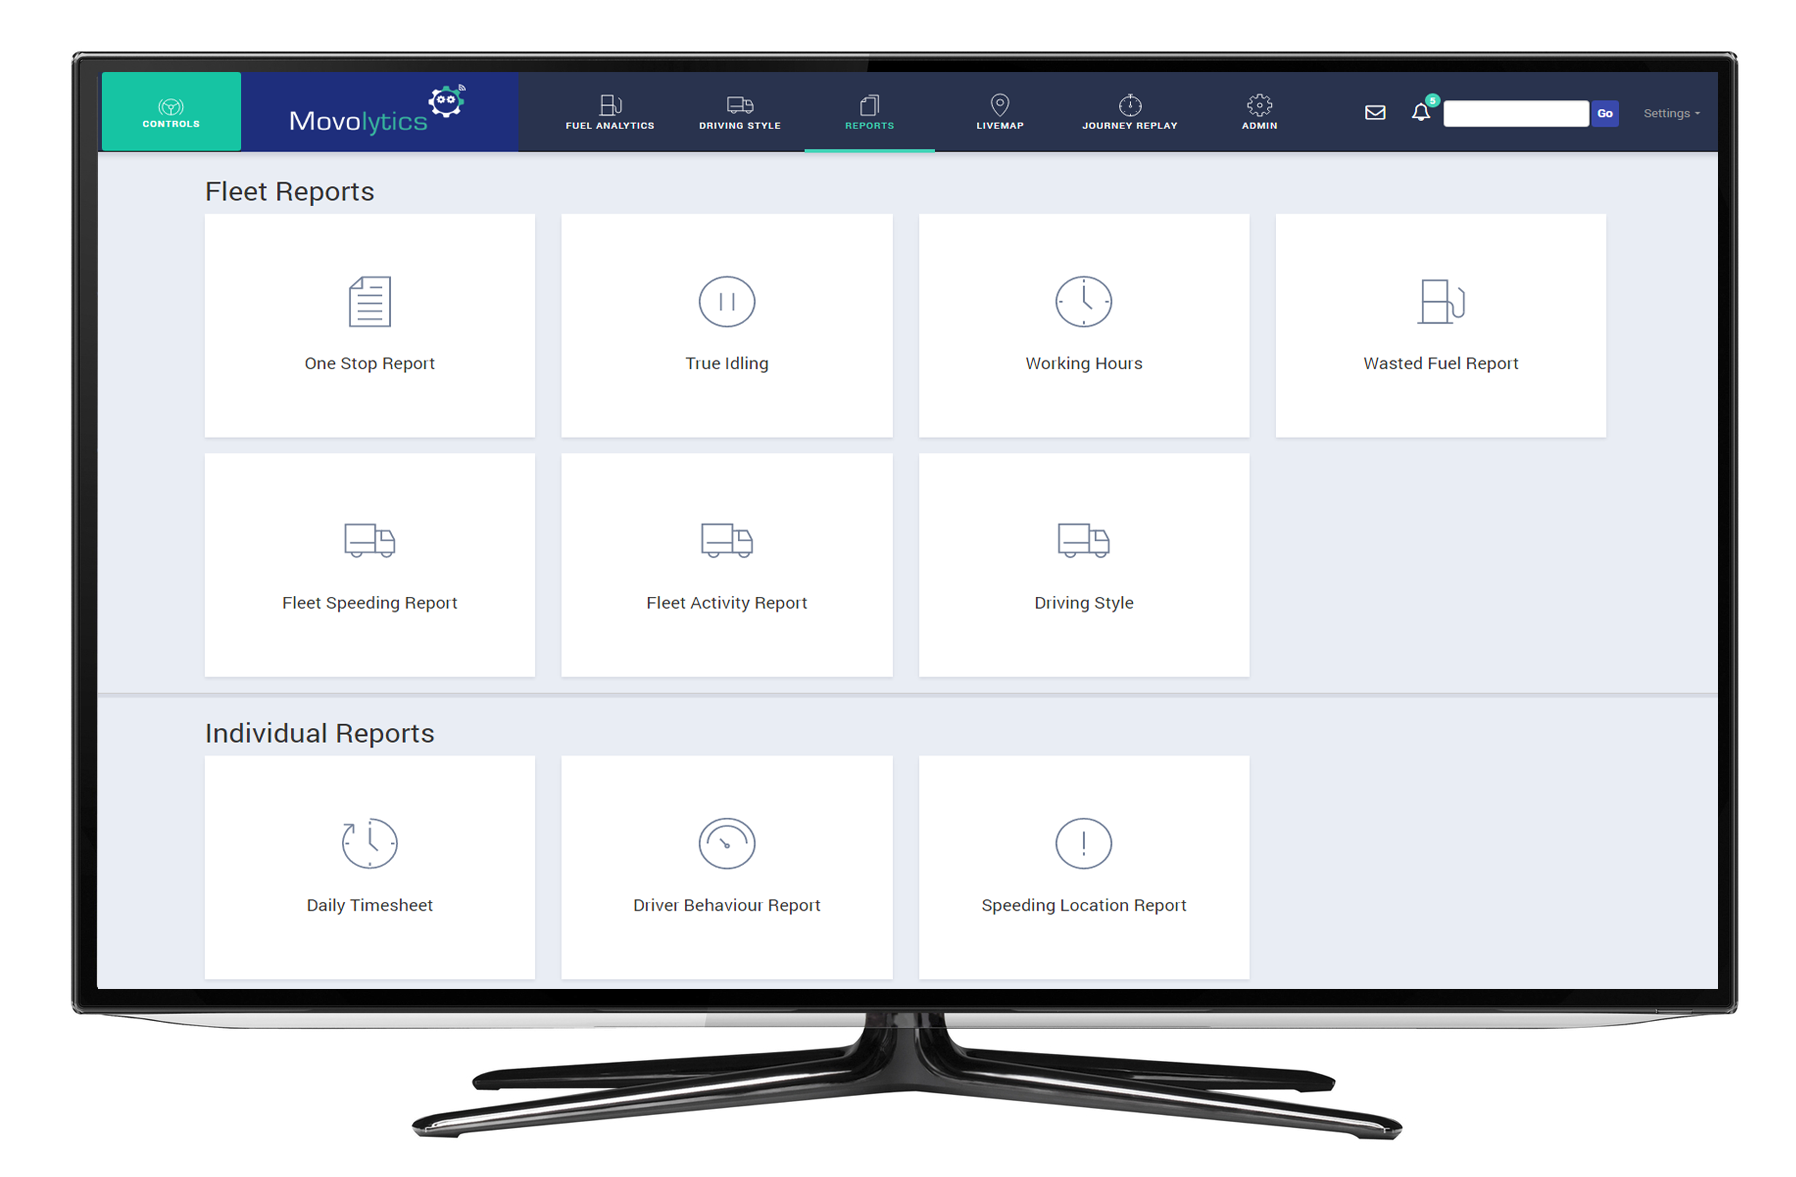 CONTROLS
Movolytics
FUEL ANALYTICS
DRIVING STYLE
REPORTS
LIVEMAP
JOURNEY REPLAY
ADMIN
5
Go
Settings
Fleet Reports
One Stop Report
True Idling
Working Hours
Wasted Fuel Report
Fleet Speeding Report
Fleet Activity Report
Driving Style
Individual Reports
Daily Timesheet
Driver Behaviour Report
Speeding Location Report